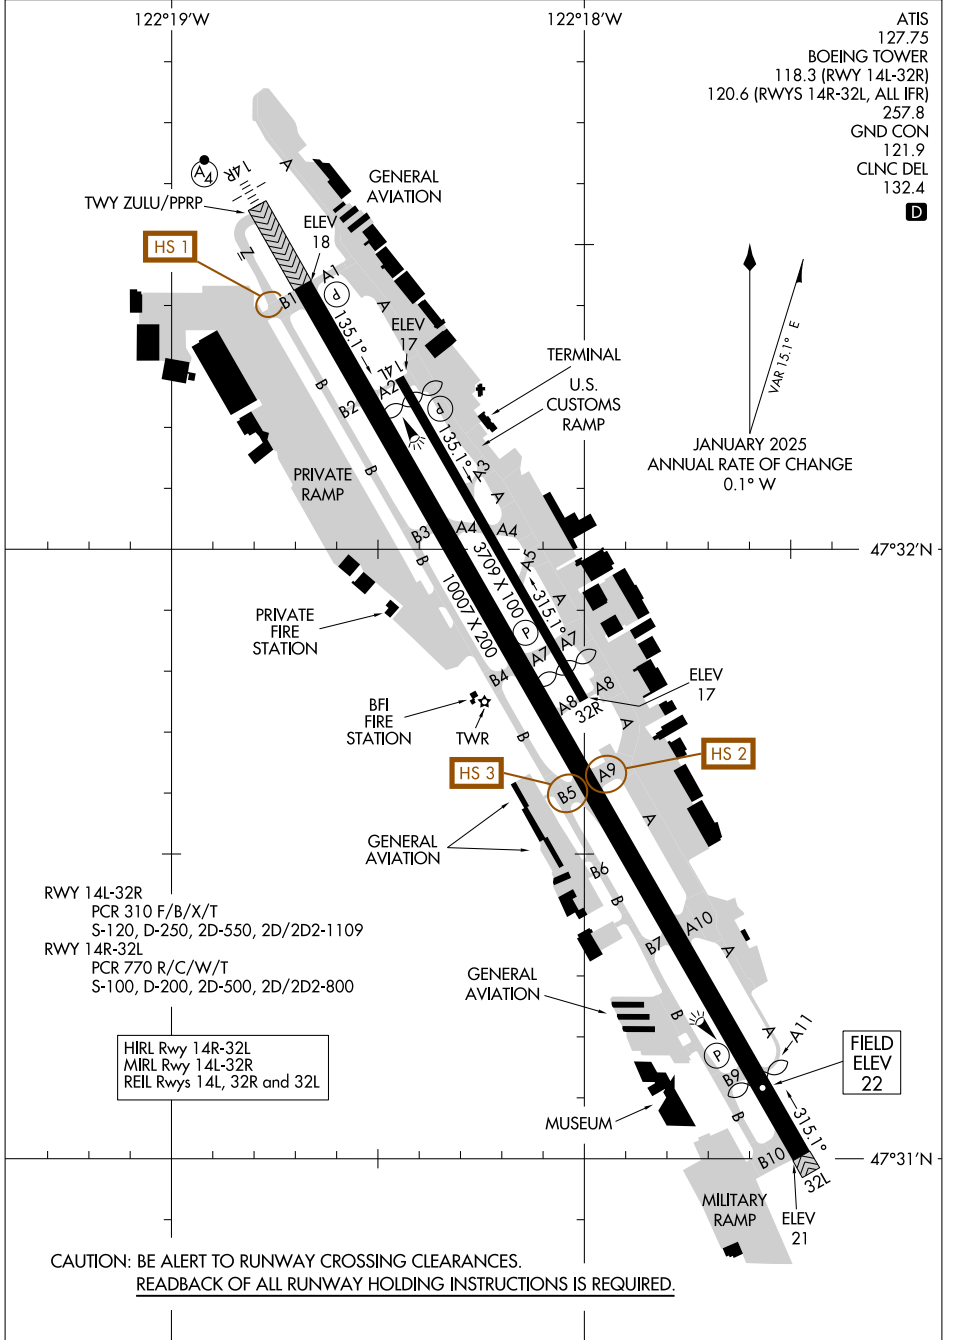 122°19'W
122°18'W
ATIS
127.75
BOEING TOWER
118.3 (RWY 14L-32R)
120.6 (RWYS 14R-32L, ALL IFR)
257.8
GND CON
121.9
CLNC DEL
132.4
D
A4
14R
A
GENERAL
AVIATION
TWY ZULU/PPRP
ELEV
18
HS 1
Z
A1
B1
P
A
135.1°
ELEV
17
VAR 15.1° E
TERMINAL
14L
U.S.
CUSTOMS
RAMP
B
A2
B2
P
135.1°
JANUARY 2025
ANNUAL RATE OF CHANGE
0.1° W
PRIVATE
RAMP
B
A3
A
B3
A4
A4
47°32'N
B
A5
3709 X 100
10007 X 200
315.1°
A
PRIVATE
FIRE
STATION
P
A7
A7
B4
A8
A8
32R
ELEV
17
BFI
FIRE
STATION
TWR
B
A
HS 3
HS 2
B5
A9
GENERAL
AVIATION
A
B6
B
RWY 14L-32R
PCR 310 F/B/X/T
S-120, D-250, 2D-550, 2D/2D2-1109
RWY 14R-32L
PCR 770 R/C/W/T
S-100, D-200, 2D-500, 2D/2D2-800
B7
A10
A
GENERAL
AVIATION
B
A
A11
P
HIRL Rwy 14R-32L
MIRL Rwy 14L-32R
REIL Rwys 14L, 32R and 32L
FIELD
ELEV
22
B9
MUSEUM
B
315.1°
B10
47°31'N
32L
MILITARY
RAMP
ELEV
21
CAUTION: BE ALERT TO RUNWAY CROSSING CLEARANCES.
READBACK OF ALL RUNWAY HOLDING INSTRUCTIONS IS REQUIRED.